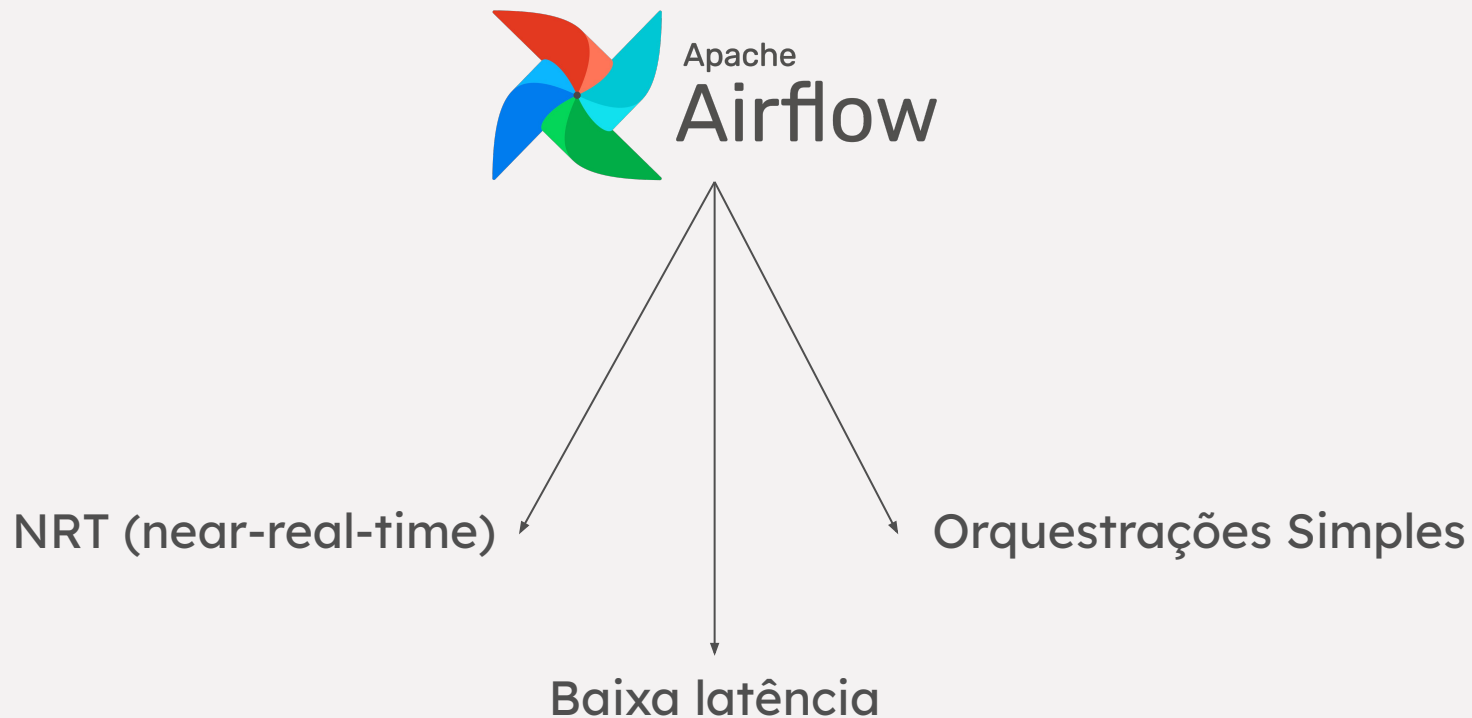 Apache
Airflow
NRT (near-real-time)
Orquestrações Simples
Baixa latência